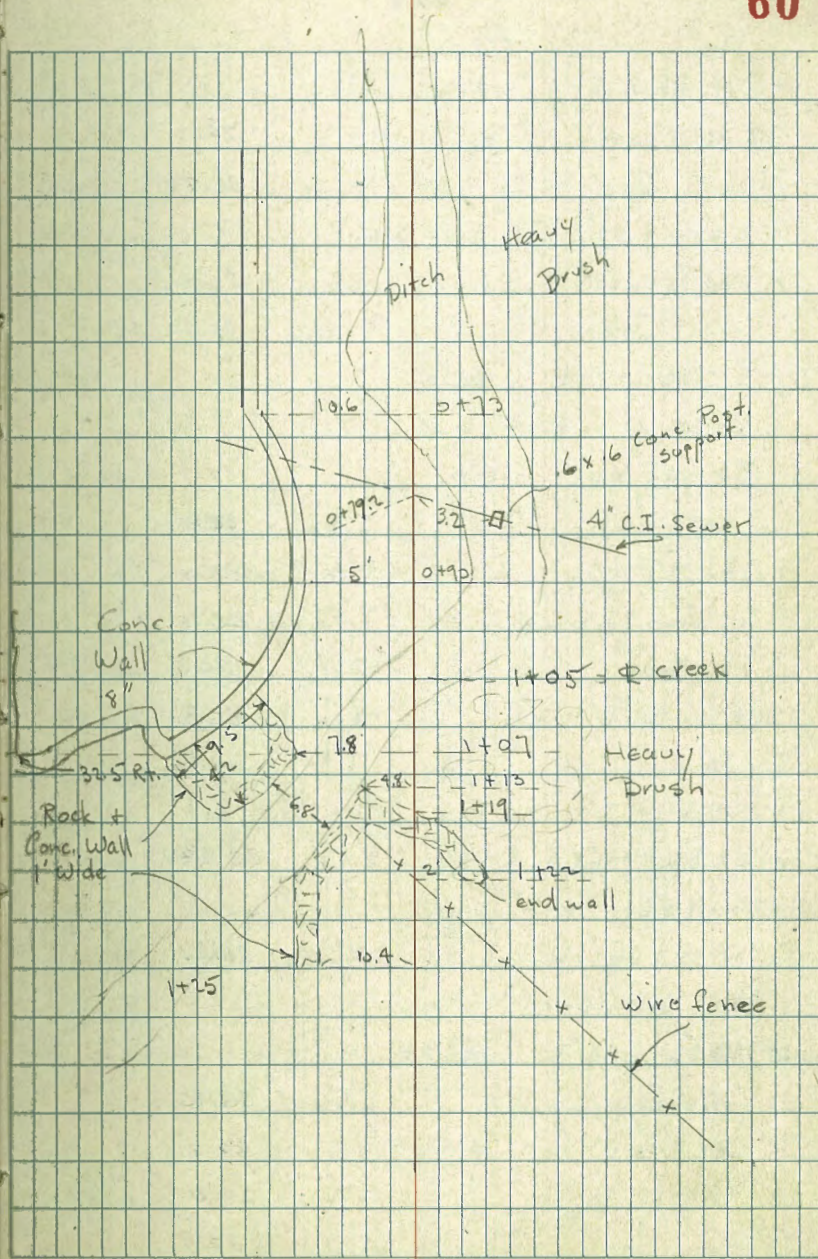 60
Heavy
Brush
Ditch
10.6 0+73
.6 x .6 Conc. Post.
support
0+79.2
3.2
4" C.I. Sewer
5' 0+90
Conc.
Wall
8"
1+05 = ℄ creek
9.5
7.8
1+07
Heavy
Brush
32.5 Rt.
4.2
4.8
1+13
6.8
1+19
Rock +
Conc. Wall
1' Wide
2'
1+22
end wall
10.4
1+25
wire fence